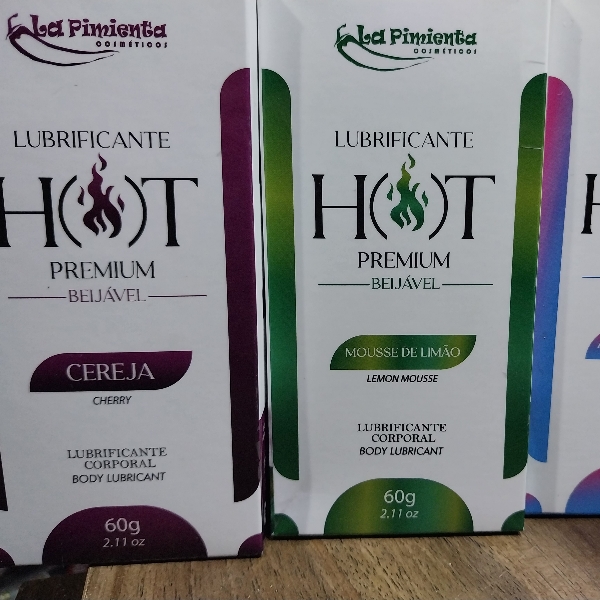 La Pimienta
COSMÉTICOS
LUBRIFICANTE
H( )T
PREMIUM
BEIJÁVEL
CEREJA
CHERRY
LUBRIFICANTE
CORPORAL
BODY LUBRICANT
60g
2.11 oz
La Pimienta
COSMÉTICOS
LUBRIFICANTE
H( )T
PREMIUM
BEIJÁVEL
MOUSSE DE LIMÃO
LEMON MOUSSE
LUBRIFICANTE
CORPORAL
BODY LUBRICANT
60g
2.11 oz
H